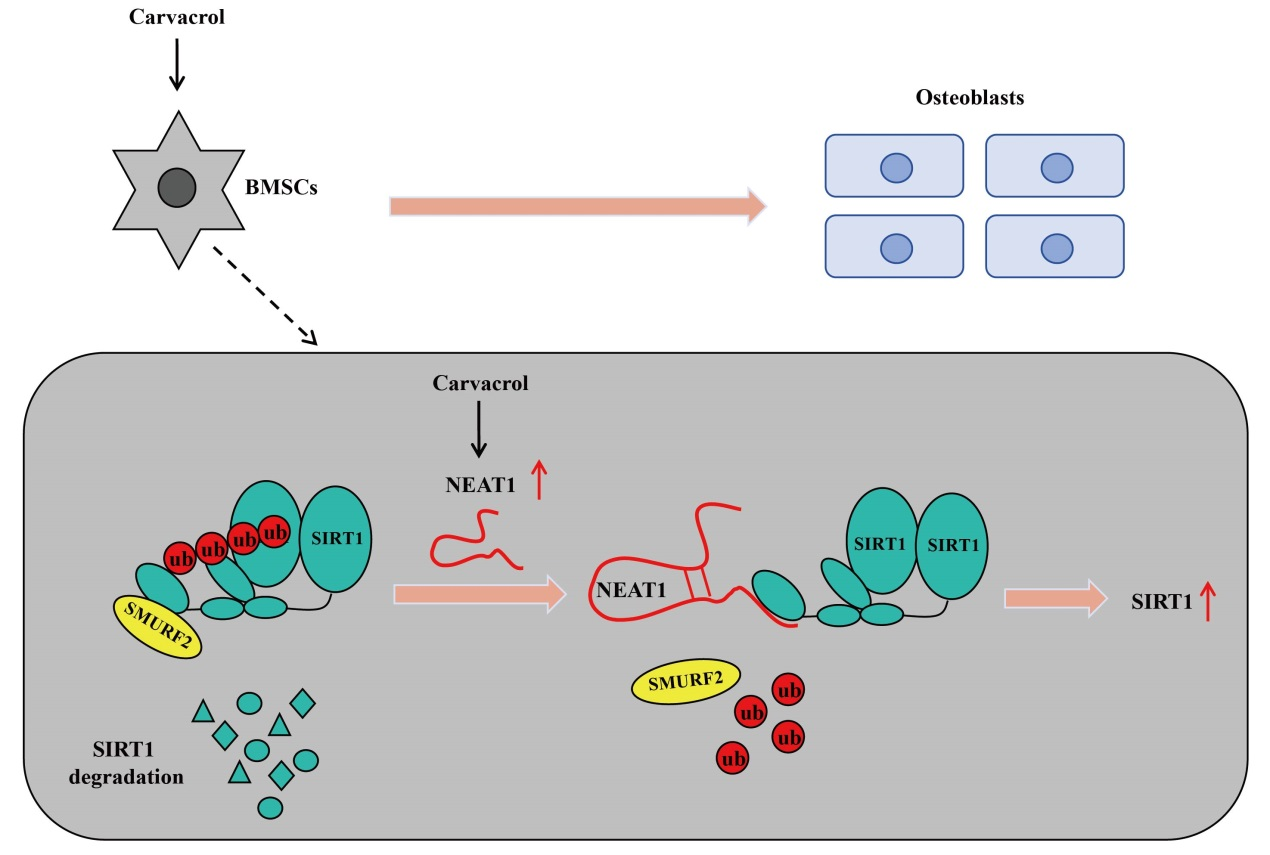 Carvacrol
Osteoblasts
BMSCs
Carvacrol
NEAT1
SIRT1
ub ub ub ub
SMURF2
NEAT1
SIRT1 SIRT1
SIRT1
SMURF2
ub
ub
ub
ub
SIRT1
degradation